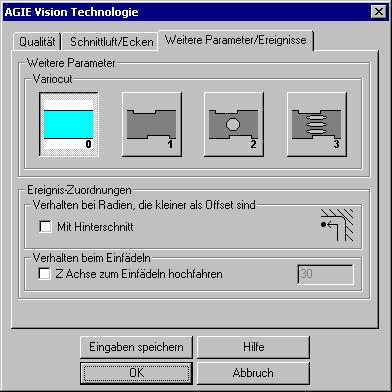 AGIE Vision Technologie
Qualität Schnittluft/Ecken Weitere Parameter/Ereignisse
Weitere Parameter
Variocut
0 1 2 3
Ereignis-Zuordnungen
Verhalten bei Radien, die kleiner als Offset sind
Mit Hinterschnitt
Verhalten beim Einfädeln
Z Achse zum Einfädeln hochfahren 30
Eingaben speichern Hilfe
OK Abbruch